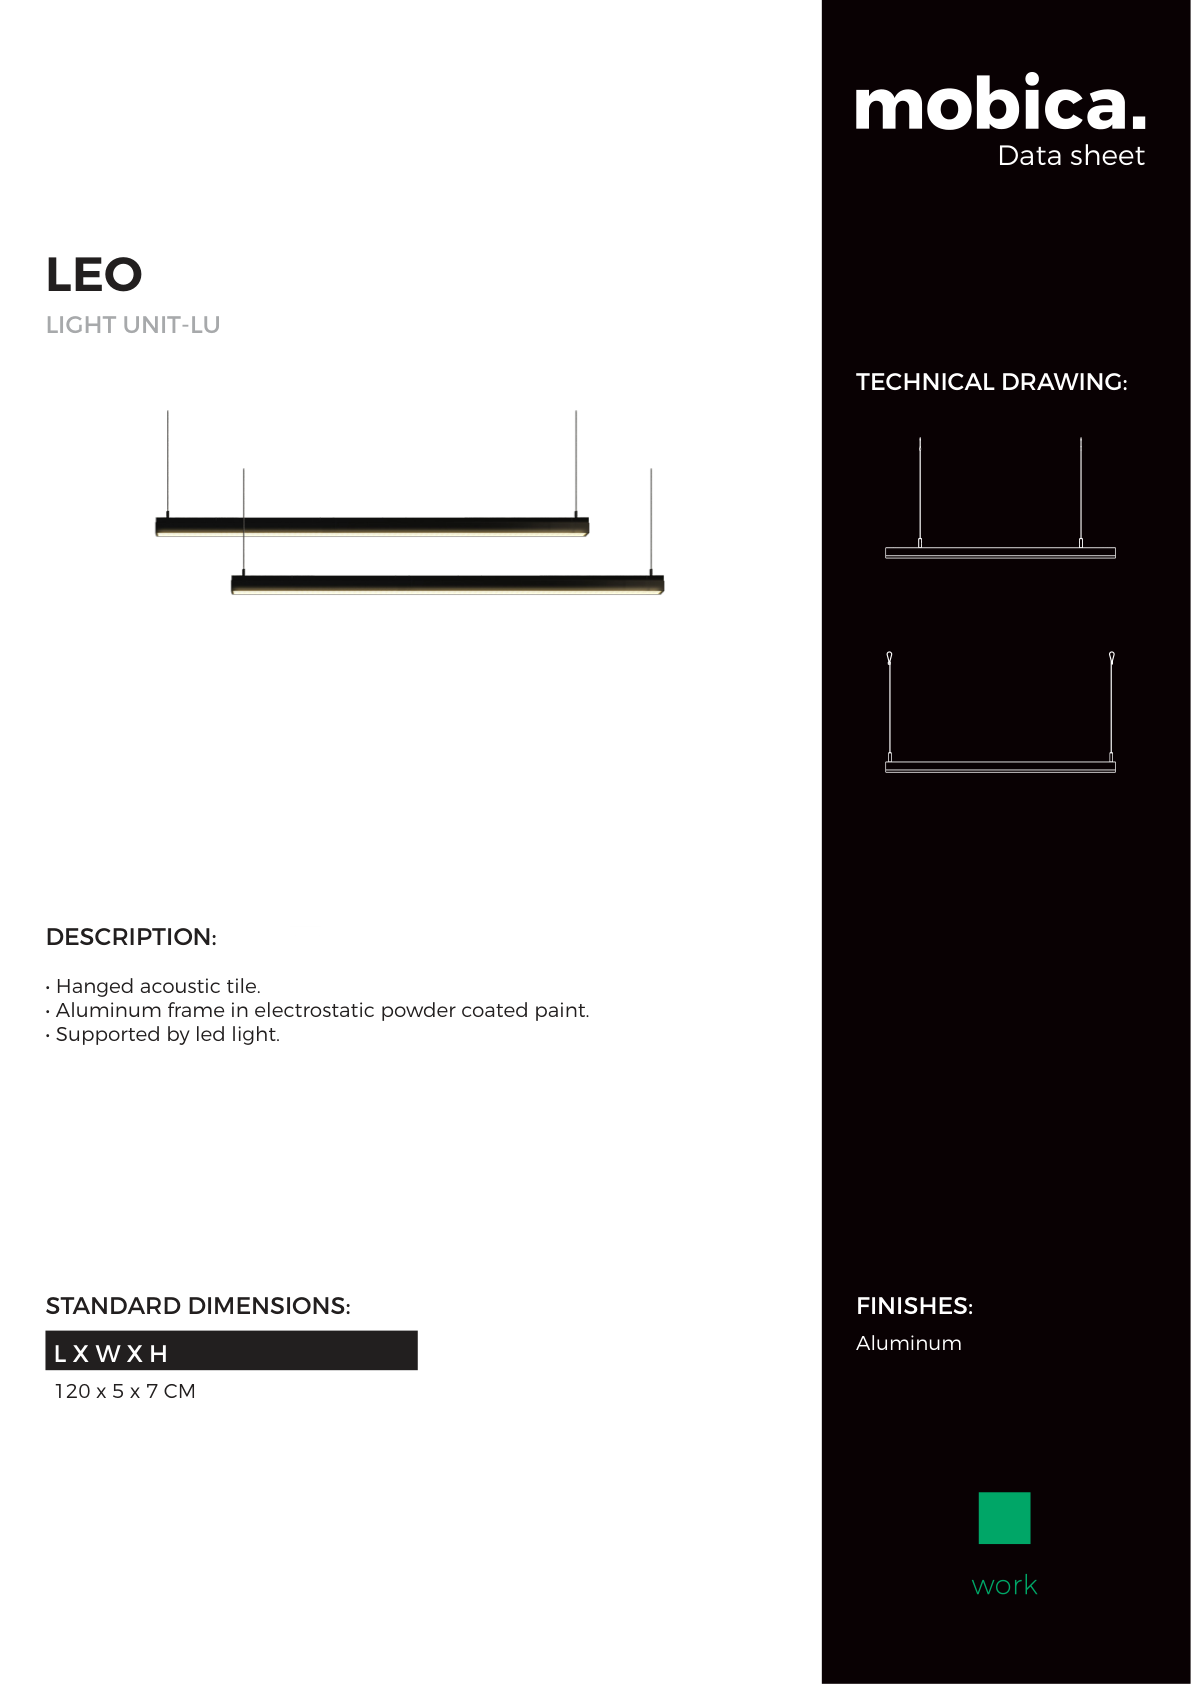 mobica.
Data sheet
LEO
LIGHT UNIT-LU
TECHNICAL DRAWING:
DESCRIPTION:
• Hanged acoustic tile.
• Aluminum frame in electrostatic powder coated paint.
• Supported by led light.
STANDARD DIMENSIONS:
L X W X H
120 x 5 x 7 CM
FINISHES:
Aluminum
work